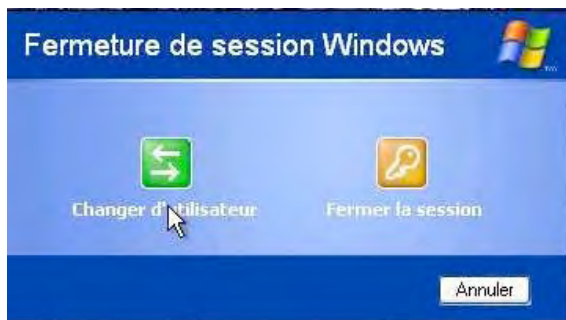 Fermeture de session Windows
Changer d'utilisateur
Fermer la session
Annuler